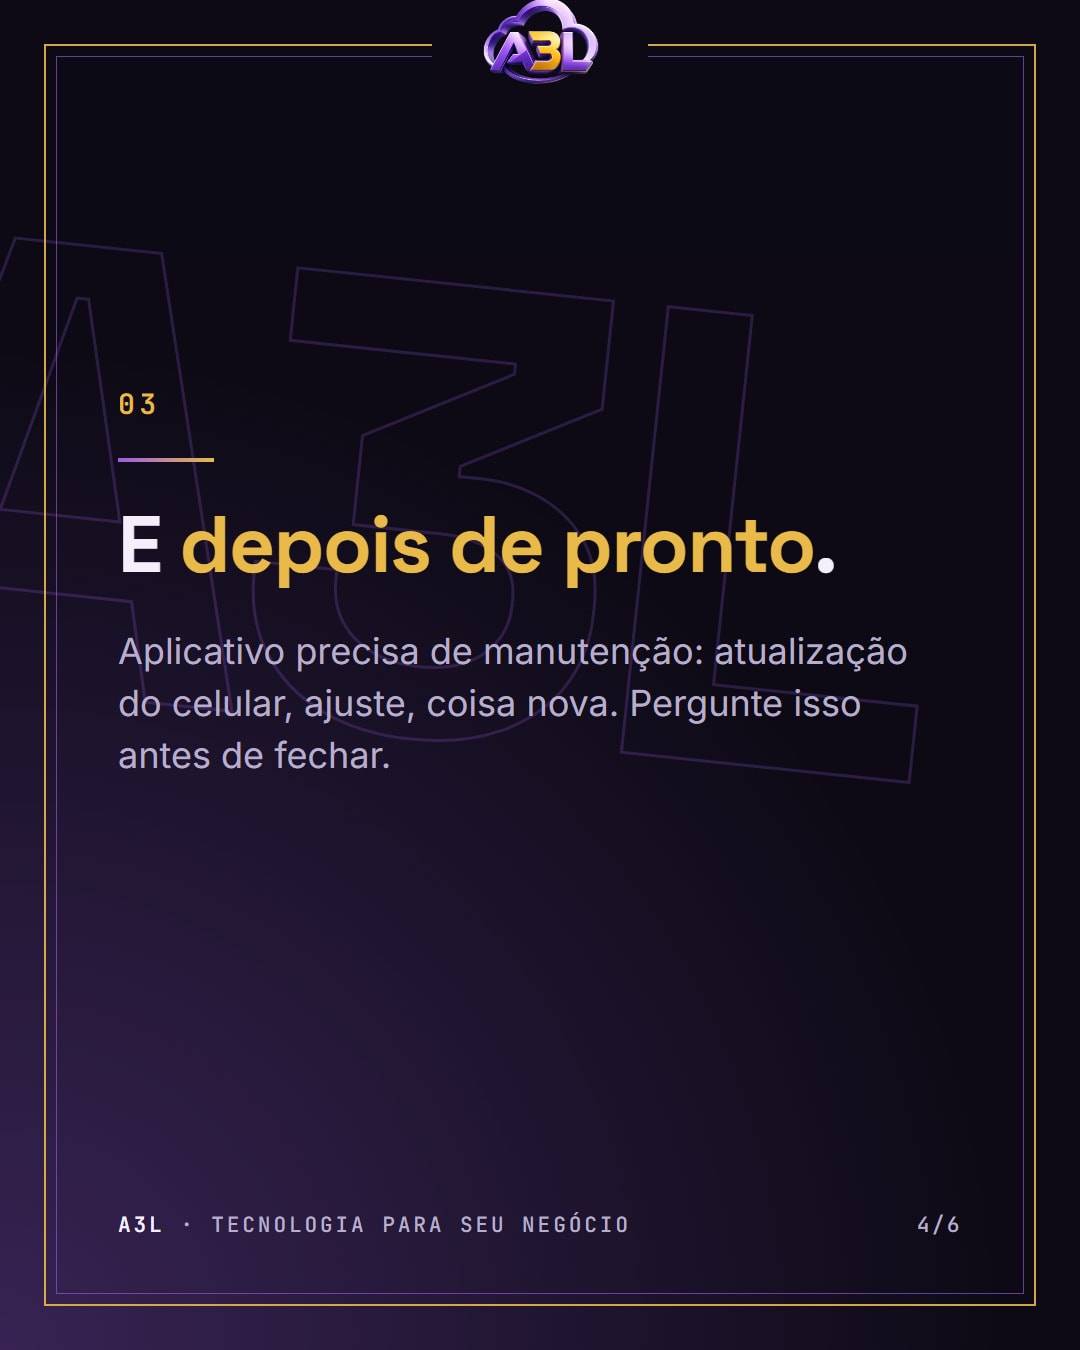 A3L
A3L
03
E depois de pronto.
Aplicativo precisa de manutenção: atualização
do celular, ajuste, coisa nova. Pergunte isso
antes de fechar.
A3L · TECNOLOGIA PARA SEU NEGÓCIO
4/6